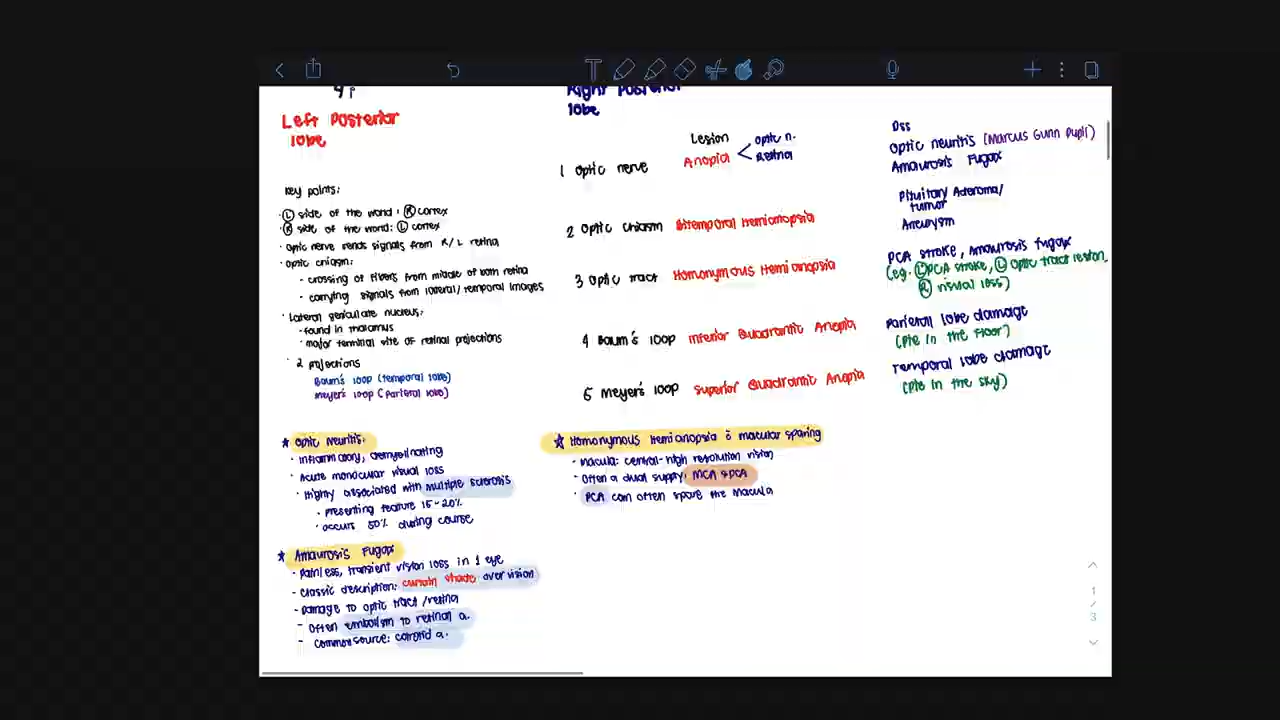 Left Posterior
lobe
Key points:
· Ⓛ side of the world : Ⓡ cortex
· Ⓡ side of the world: Ⓛ cortex
· Optic nerve sends signals from R/L retina
· Optic chiasm:
- crossing of fibers from middle of both retina
- carrying signals from lateral/temporal images
· Lateral geniculate nucleus:
- found in thalamus
- major terminal site of retinal projections
· 2 projections
Baum's loop (temporal lobe)
Meyer's loop (Parietal lobe)
★ Optic Neuritis:
- Inflammatory, demyelinating
- Acute monocular visual loss
- Highly associated with multiple sclerosis
· presenting feature 15-20%
· occurs 50% during course
★ Amaurosis Fugax
- Painless, transient vision loss in 1 eye
- Classic description: curtain shade over vision
- Damage to optic tract/retina
- Often embolism to retinal a.
- Common source: carotid a.
Right Posterior
lobe
Lesion
1 Optic nerve Anopia < Optic n.
Retina
2 Optic chiasm Bitemporal Hemianopsia
3 Optic tract Homonymous Hemianopsia
4 Baum's loop Inferior Quadrantic Anopia
5 Meyer's loop Superior Quadrantic Anopia
★ Homonymous Hemianopsia c̄ macular sparing
- Macula: central-high resolution vision
- Often a dual supply: MCA & PCA
· PCA can often spare the macula
Dss
Optic neuritis (Marcus Gunn Pupil)
Amaurosis Fugax
Pituitary Adenoma/
tumor
Aneurysm
PCA stroke, Amaurosis fugax
(eg. Ⓛ PCA stroke, Ⓛ Optic tract lesion,
Ⓡ visual loss)
Parietal lobe damage
(Pie in the Floor)
Temporal lobe damage
(Pie in the sky)
1
/
3